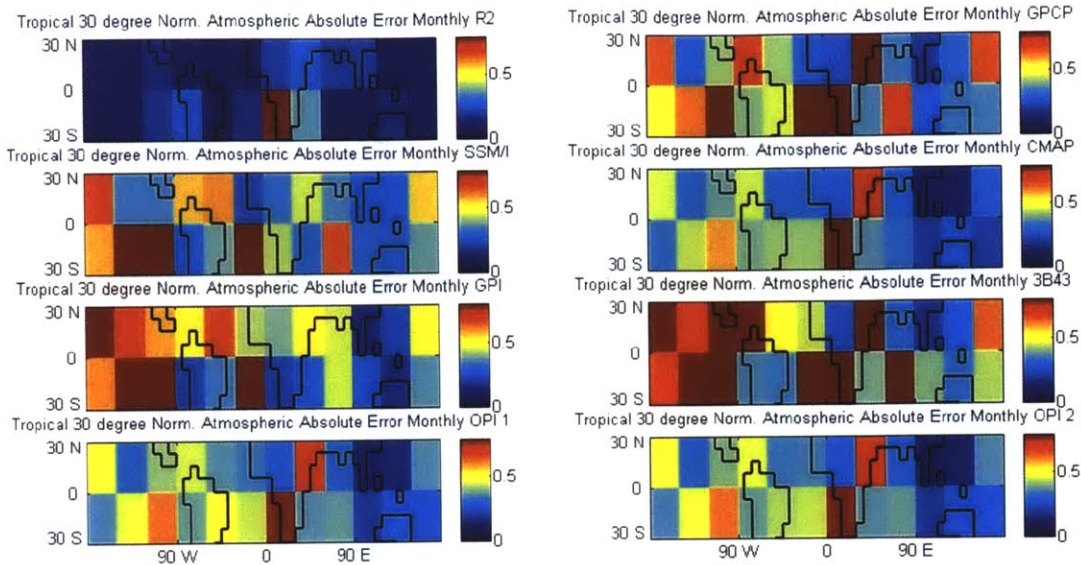 Tropical 30 degree Norm. Atmospheric Absolute Error Monthly R2
30 N
0
30 S
0.5
0
Tropical 30 degree Norm. Atmospheric Absolute Error Monthly SSM/I
30 N
0
30 S
0.5
0
Tropical 30 degree Norm. Atmospheric Absolute Error Monthly GPI
30 N
0
30 S
0.5
0
Tropical 30 degree Norm. Atmospheric Absolute Error Monthly OPI 1
30 N
0
30 S
0.5
0
90 W
0
90 E
Tropical 30 degree Norm. Atmospheric Absolute Error Monthly GPCP
30 N
0
30 S
0.5
0
Tropical 30 degree Norm. Atmospheric Absolute Error Monthly CMAP
30 N
0
30 S
0.5
0
Tropical 30 degree Norm. Atmospheric Absolute Error Monthly 3B43
30 N
0
30 S
0.5
0
Tropical 30 degree Norm. Atmospheric Absolute Error Monthly OPI 2
30 N
0
30 S
0.5
0
90 W
0
90 E